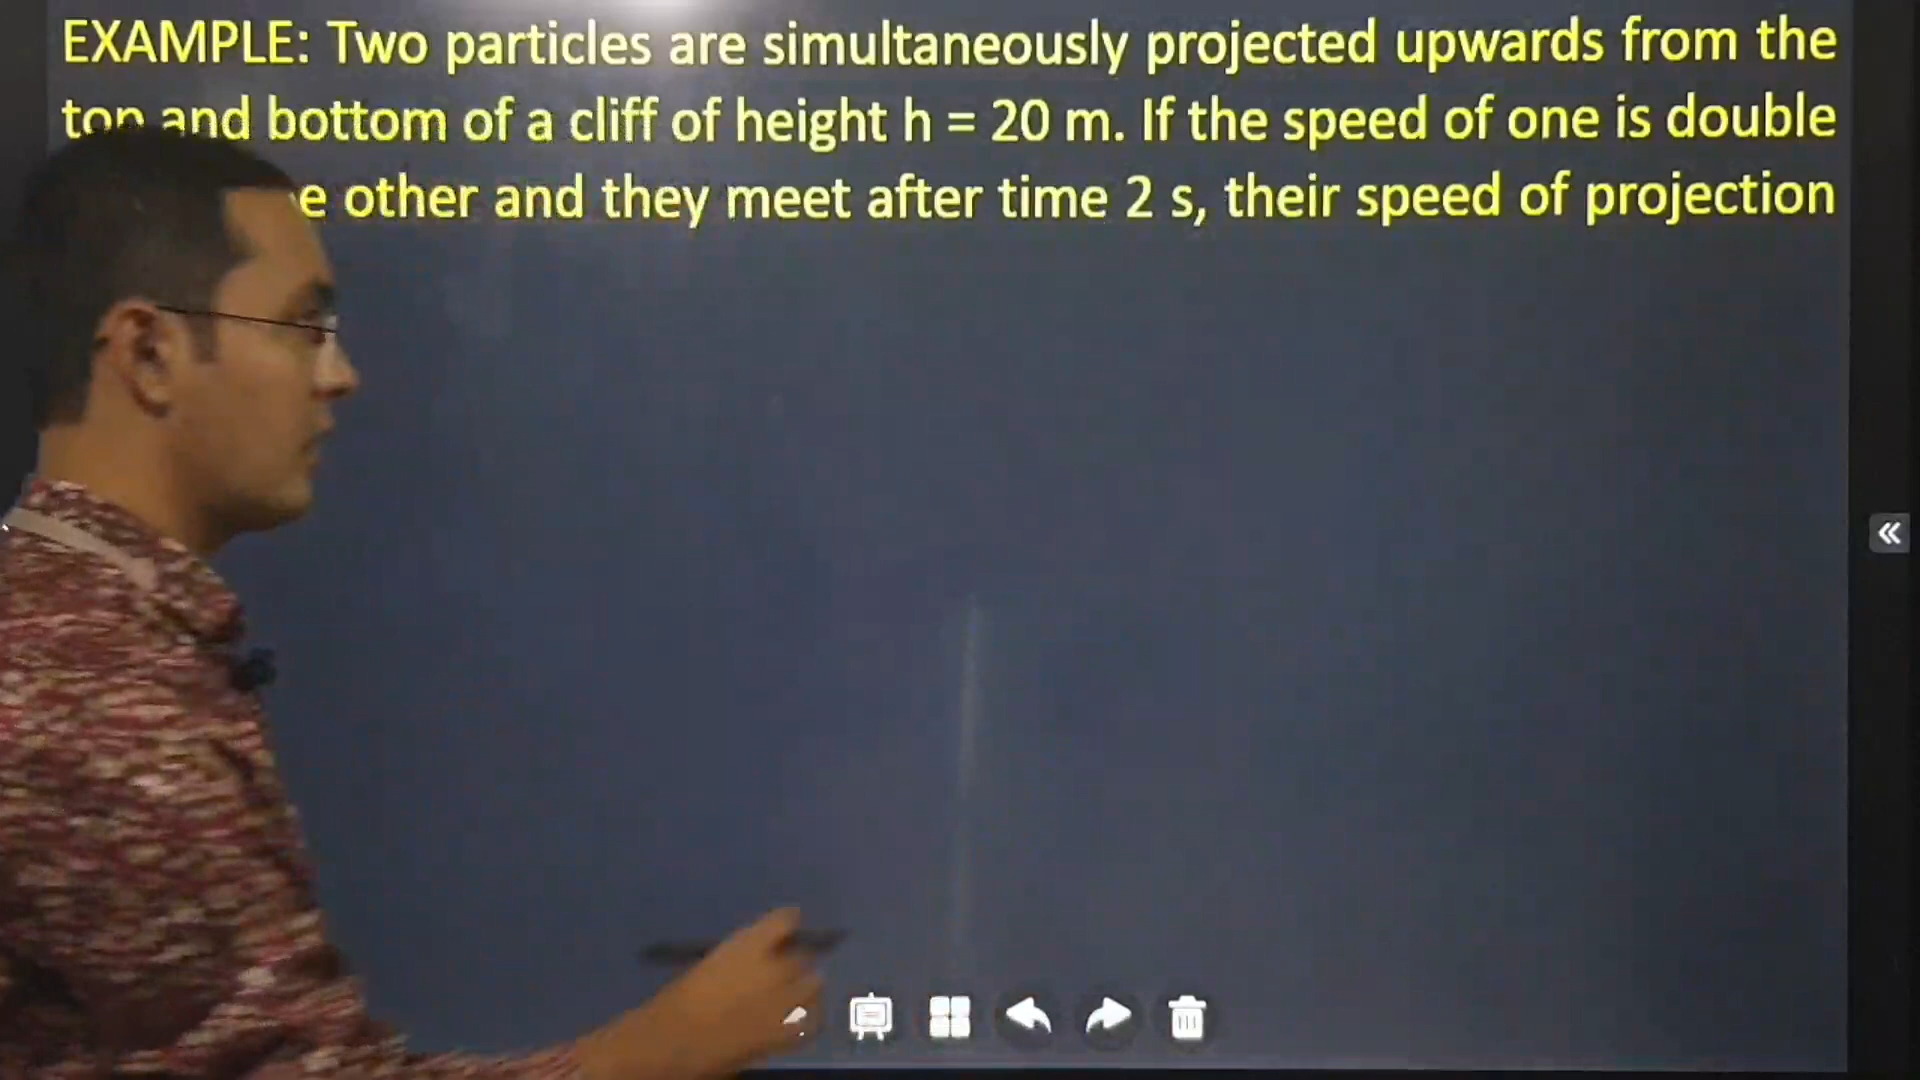 EXAMPLE: Two particles are simultaneously projected upwards from the
top and bottom of a cliff of height h = 20 m. If the speed of one is double
other and they meet after time 2 s, their speed of projection